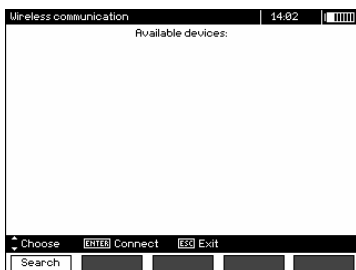 Wireless communication 14:02
Available devices:
Choose ENTER Connect ESC Exit
Search